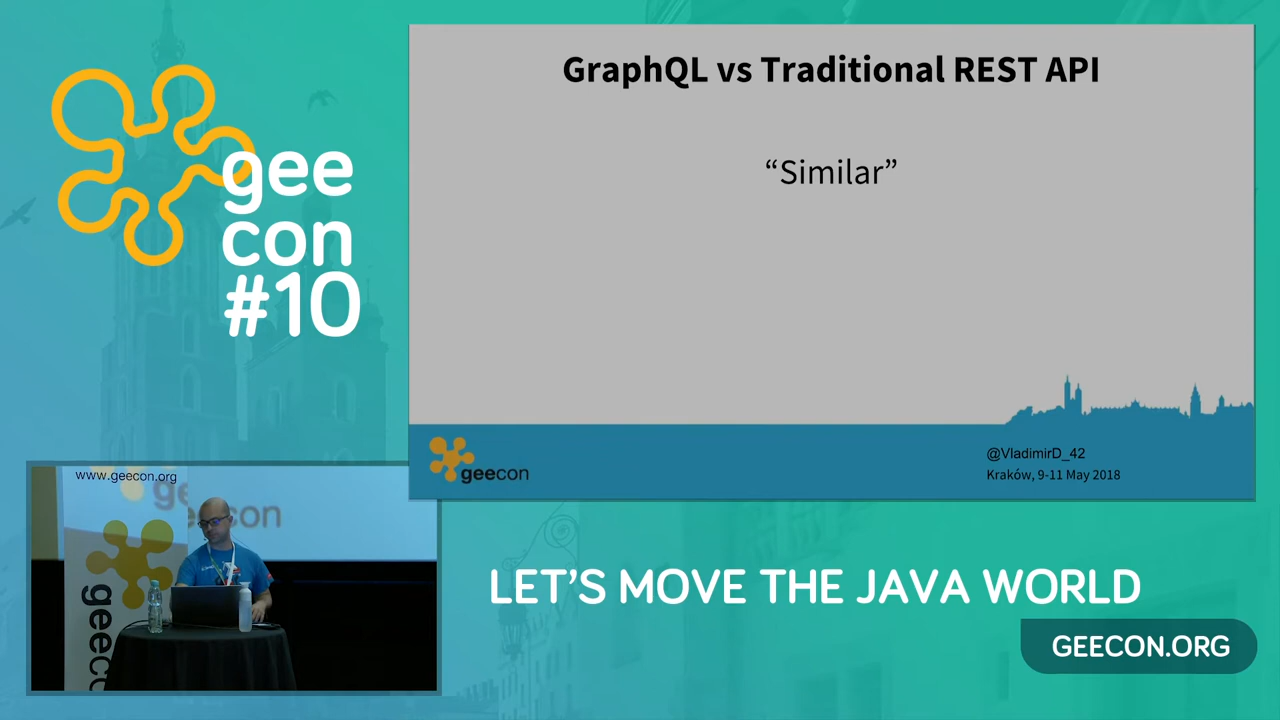 gee
con
#10
GraphQL vs Traditional REST API
“Similar”
geecon
@VladimirD_42
Kraków, 9-11 May 2018
www.geecon.org
geecon
geecon
LET'S MOVE THE JAVA WORLD
GEECON.ORG